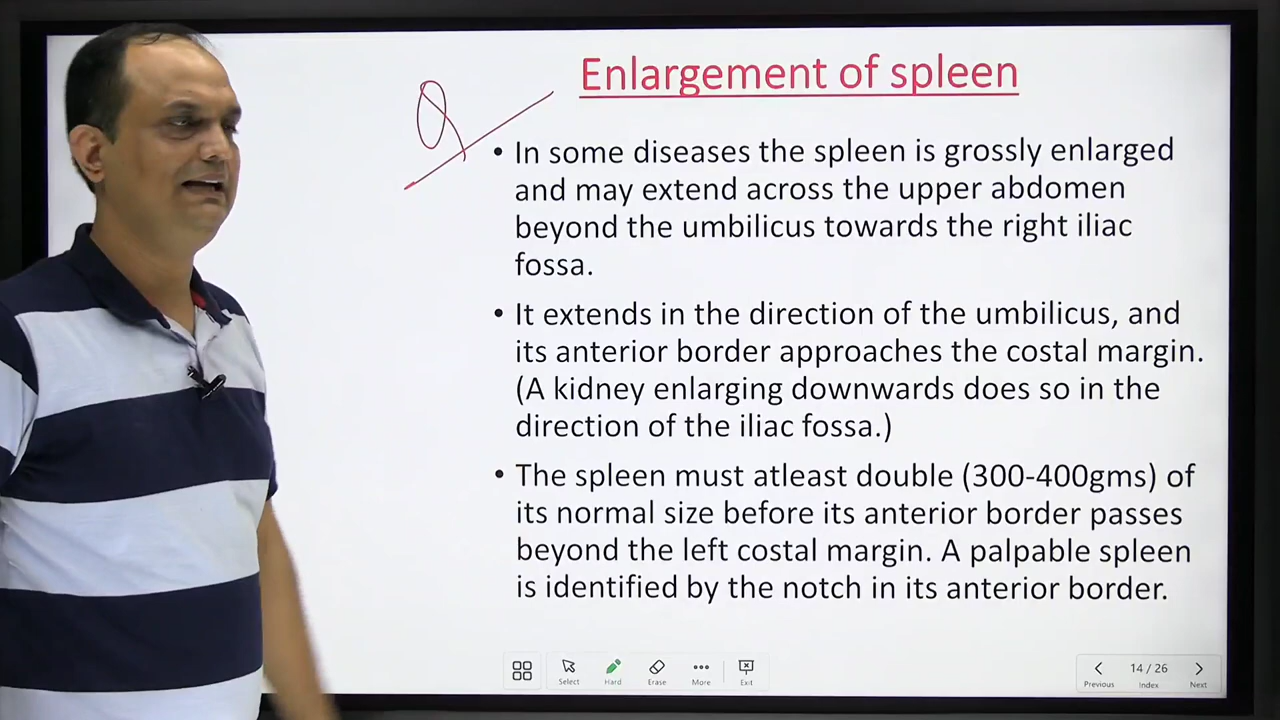 Enlargement of spleen
Q
• In some diseases the spleen is grossly enlarged
and may extend across the upper abdomen
beyond the umbilicus towards the right iliac
fossa.
• It extends in the direction of the umbilicus, and
its anterior border approaches the costal margin.
(A kidney enlarging downwards does so in the
direction of the iliac fossa.)
• The spleen must atleast double (300-400gms) of
its normal size before its anterior border passes
beyond the left costal margin. A palpable spleen
is identified by the notch in its anterior border.
Select Hard Erase More Exit
14 / 26
Previous Index Next